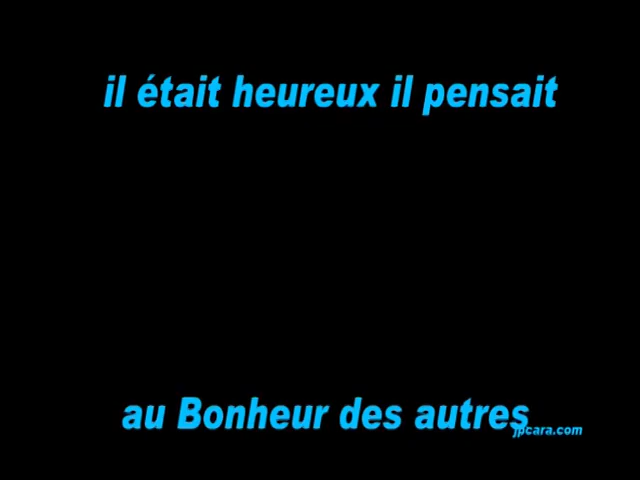 il était heureux il pensait
au Bonheur des autres
jpcara.com